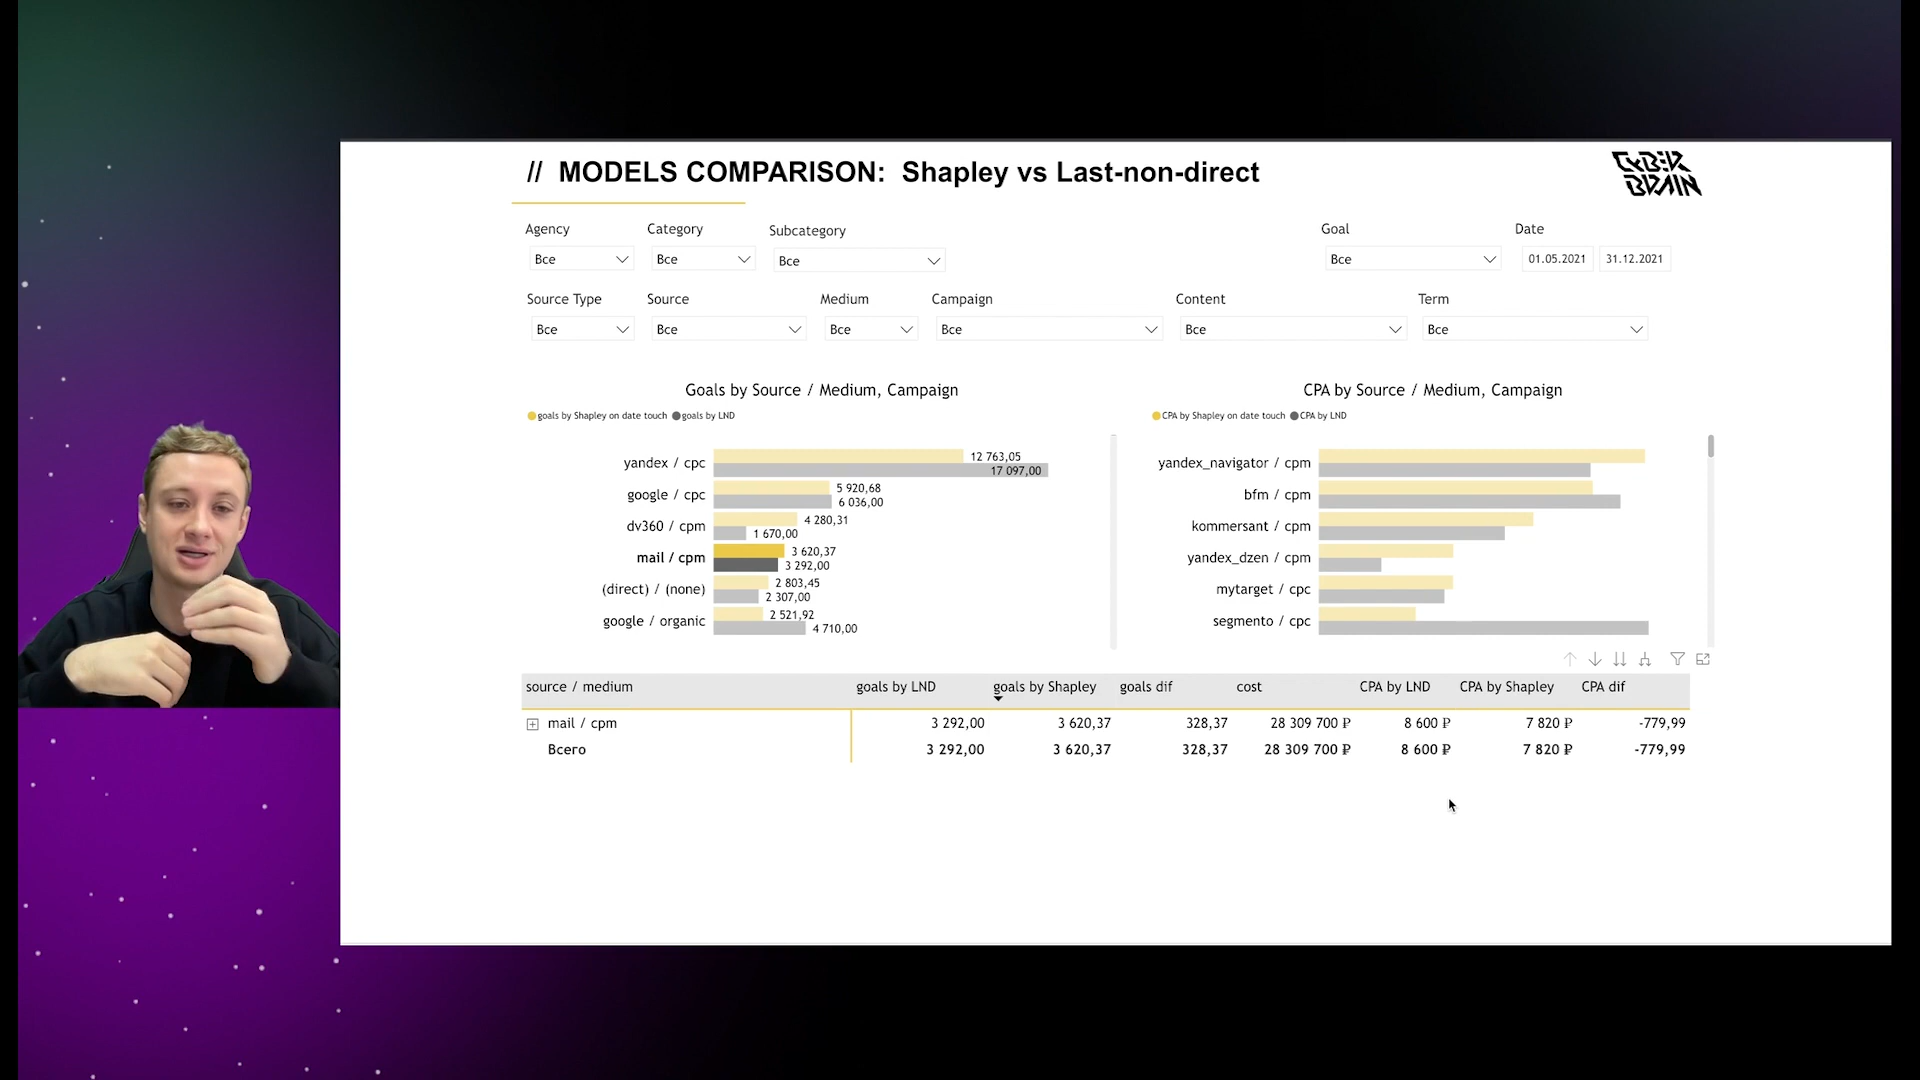 // MODELS COMPARISON: Shapley vs Last-non-direct
CYBER BRAIN
Agency
Category
Subcategory
Goal
Date
Все
Все
Все
Все
01.05.2021
31.12.2021
Source Type
Source
Medium
Campaign
Content
Term
Все
Все
Все
Все
Все
Все
Goals by Source / Medium, Campaign
goals by Shapley on date touch
goals by LND
yandex / cpc
12 763,05
17 097,00
google / cpc
5 920,68
6 036,00
dv360 / cpm
4 280,31
1 670,00
mail / cpm
3 620,37
3 292,00
(direct) / (none)
2 803,45
2 307,00
google / organic
2 521,92
4 710,00
CPA by Source / Medium, Campaign
CPA by Shapley on date touch
CPA by LND
yandex_navigator / cpm
bfm / cpm
kommersant / cpm
yandex_dzen / cpm
mytarget / cpc
segmento / cpc
source / medium goals by LND goals by Shapley goals dif cost CPA by LND CPA by Shapley CPA dif
mail / cpm 3 292,00 3 620,37 328,37 28 309 700 ₽ 8 600 ₽ 7 820 ₽ -779,99
Всего 3 292,00 3 620,37 328,37 28 309 700 ₽ 8 600 ₽ 7 820 ₽ -779,99